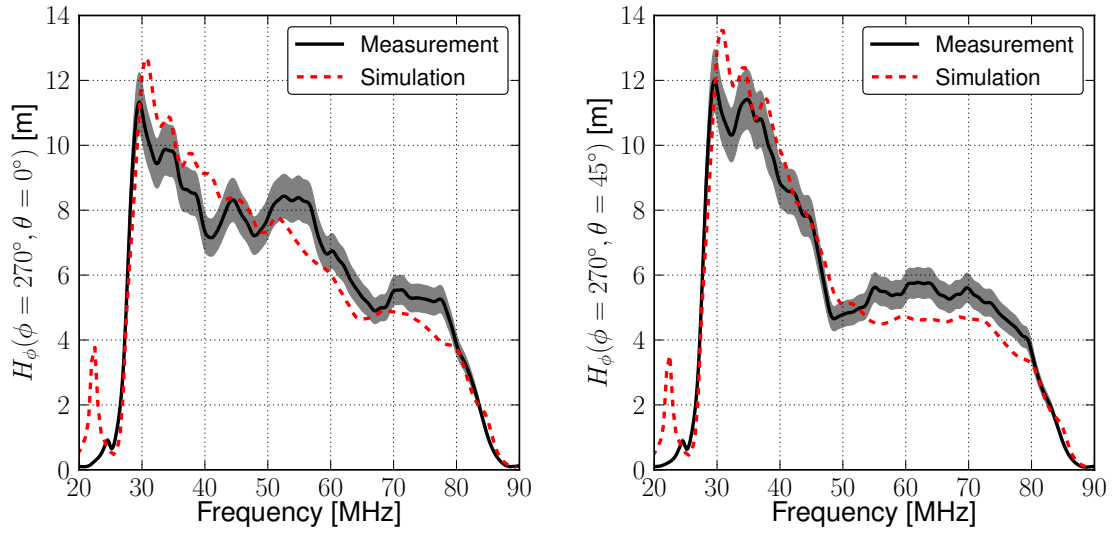 14
12
10
8
6
4
2
0
H_ϕ(ϕ = 270°, θ = 0°) [m]
Measurement
Simulation
20 30 40 50 60 70 80 90
Frequency [MHz]
14
12
10
8
6
4
2
0
H_ϕ(ϕ = 270°, θ = 45°) [m]
Measurement
Simulation
20 30 40 50 60 70 80 90
Frequency [MHz]